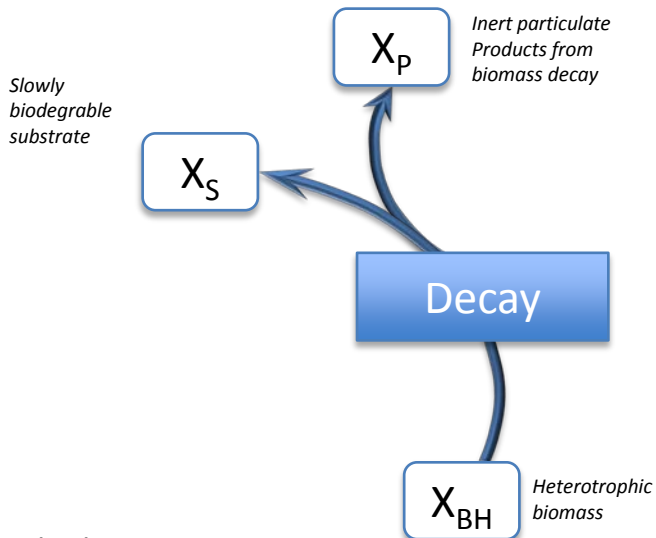 Inert particulate
Products from
biomass decay
X_P
Slowly
biodegrable
substrate
X_S
Decay
X_BH
Heterotrophic
biomass